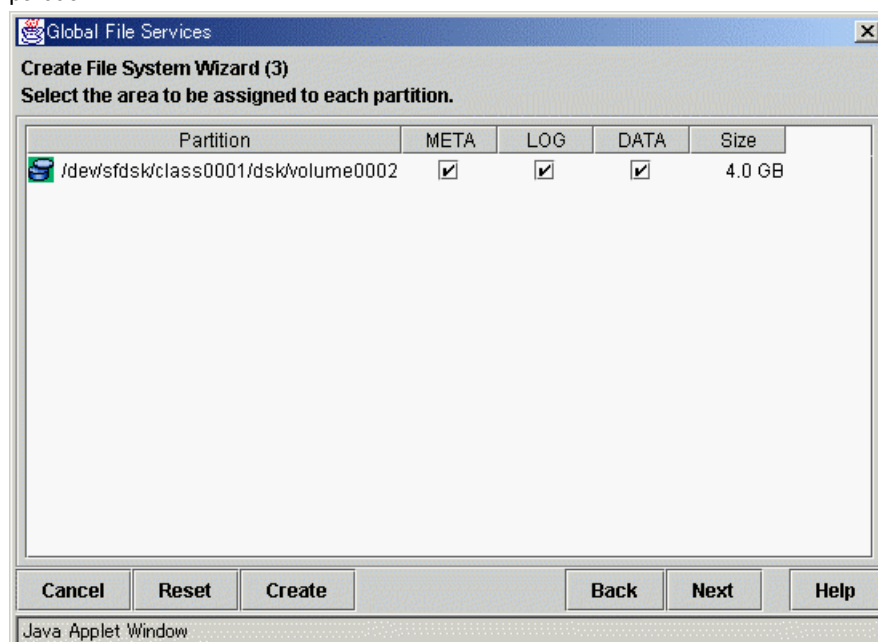 Global File Services
Create File System Wizard (3)
Select the area to be assigned to each partition.
Partition META LOG DATA Size
/dev/sfdsk/class0001/dsk/volume0002 4.0 GB
Cancel Reset Create Back Next Help
Java Applet Window